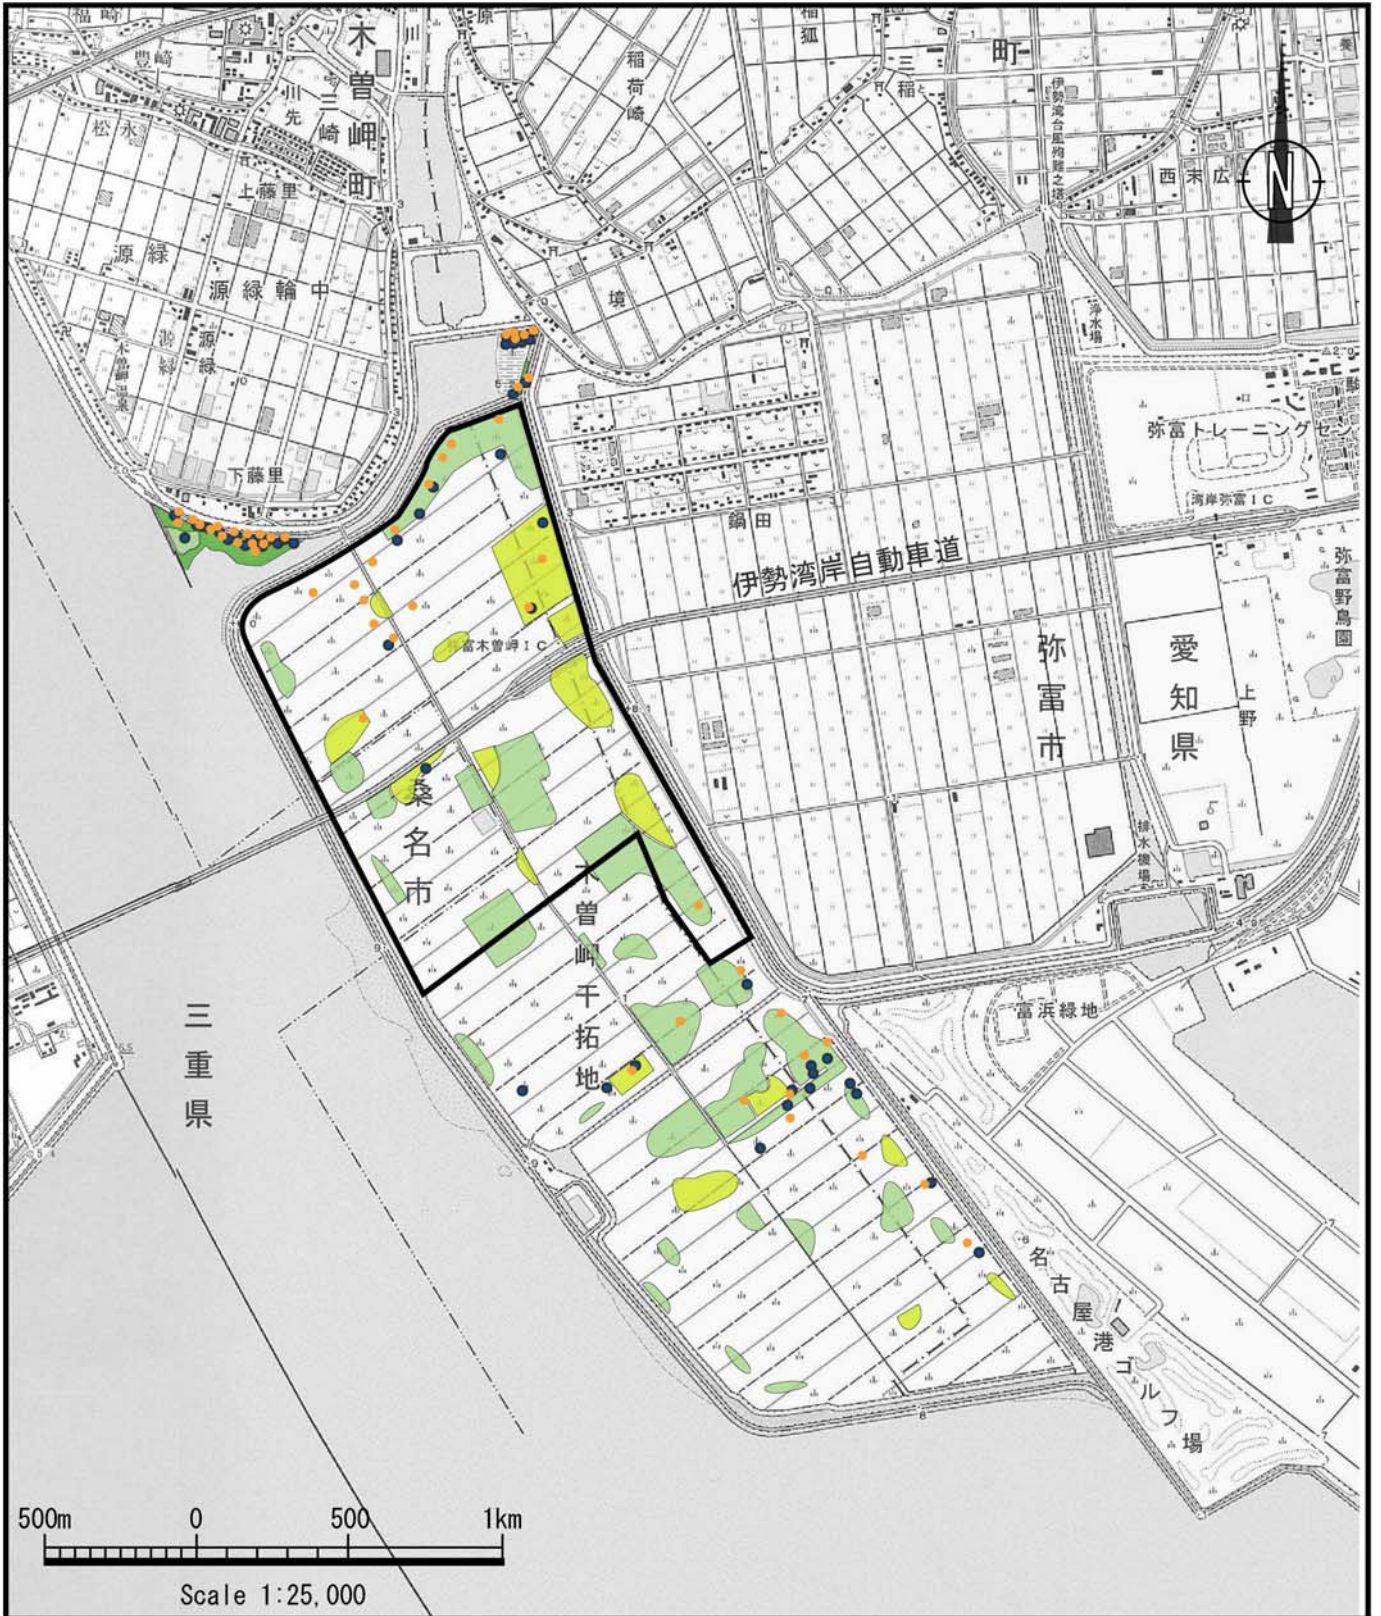 福崎
豊崎
川先
三崎
松永
木曽岬町
上藤里
源緑
源緑輪中
源緑
下藤里
稲荷崎
稲狐
三稲
町
伊勢湾台風殉難之塔
西末広
N
境
浄水場
弥富トレーニングセン
湾岸弥富IC
鍋田
伊勢湾岸自動車道
弥富野鳥園
弥富木曽岬IC
弥富市
愛知県
上野
桑名市
排水機場
木曽岬干拓地
三重県
富浜緑地
名古屋港ゴルフ場
500m 0 500 1km
Scale 1:25,000